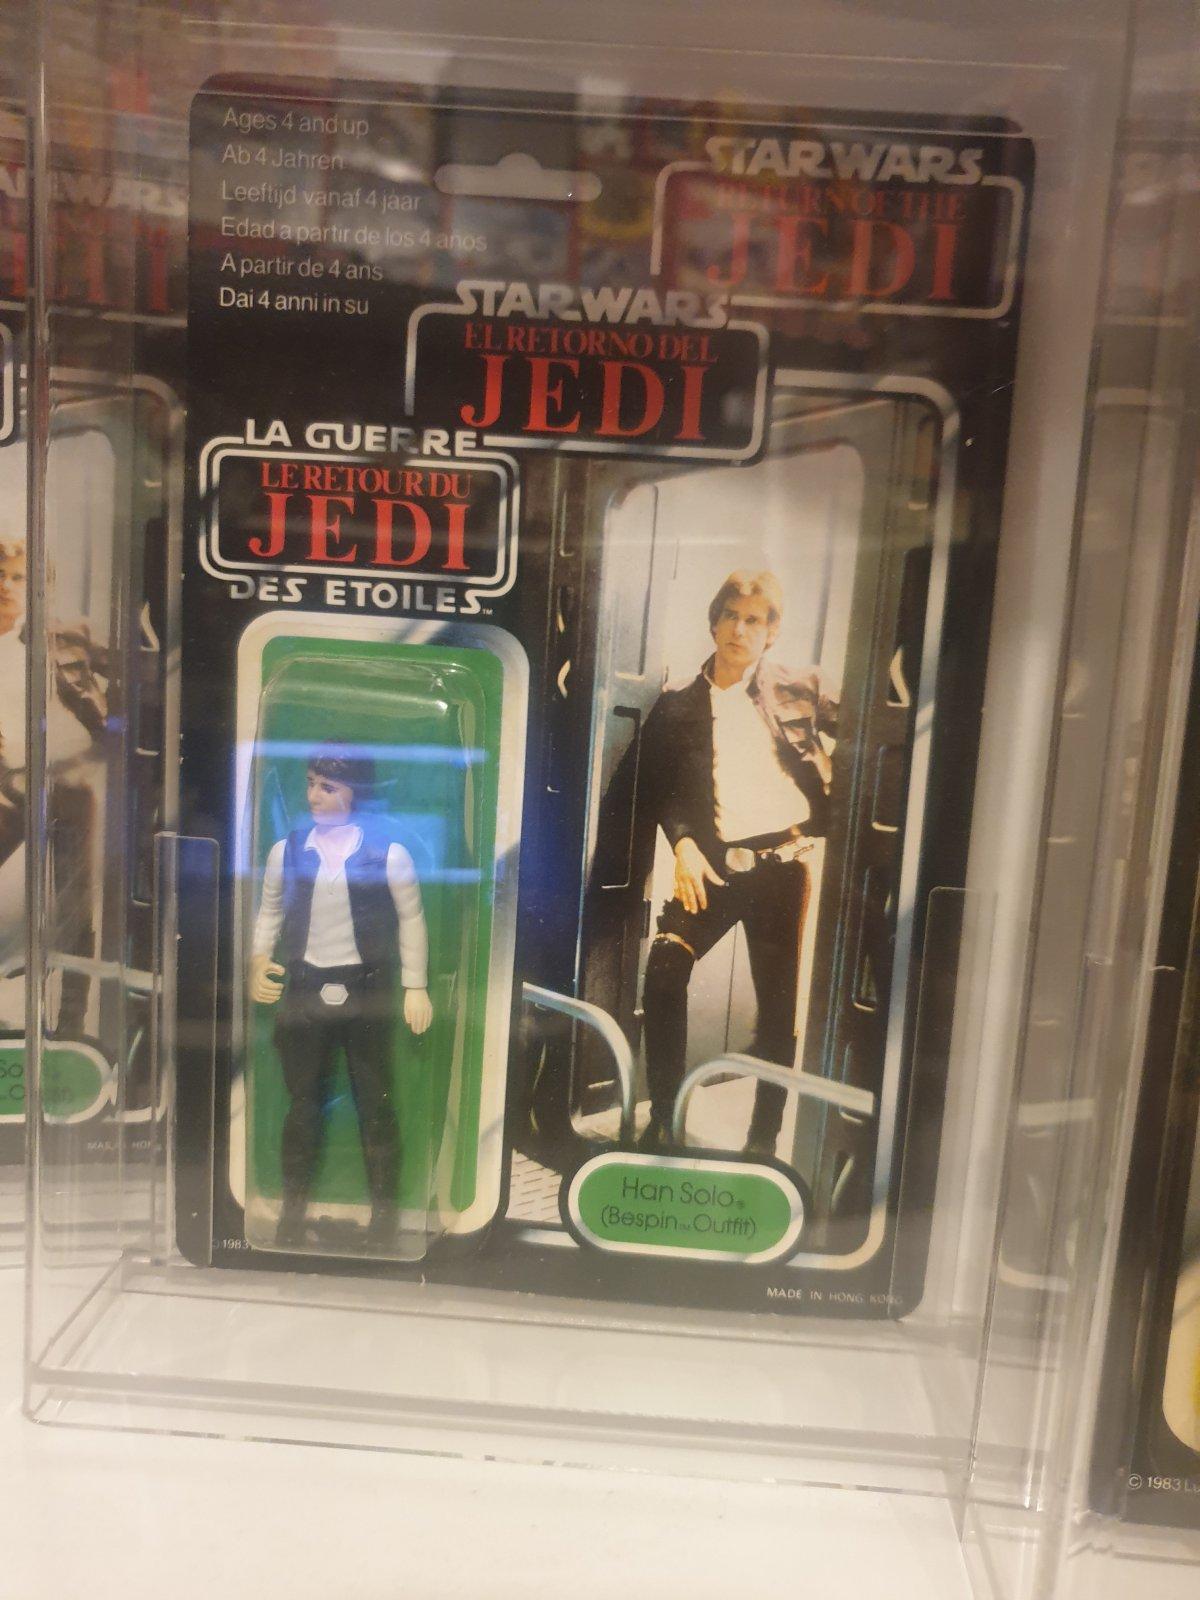 Ages 4 and up
Ab 4 Jahren
Leeftijd vanaf 4 jaar
Edad a partir de los 4 anos
A partir de 4 ans
Dai 4 anni in su
STAR WARS
RETURN OF THE
JEDI
STAR WARS
EL RETORNO DEL
JEDI
LA GUERRE
LE RETOUR DU
JEDI
DES ETOILES™
Han Solo
(Bespin™ Outfit)
© 1983
MADE IN HONG KONG
© 1983